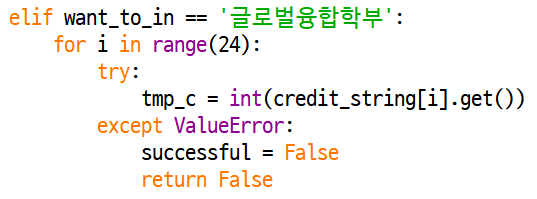 elif want_to_in == '글로벌융합학부':
    for i in range(24):
        try:
            tmp_c = int(credit_string[i].get())
        except ValueError:
            successful = False
            return False